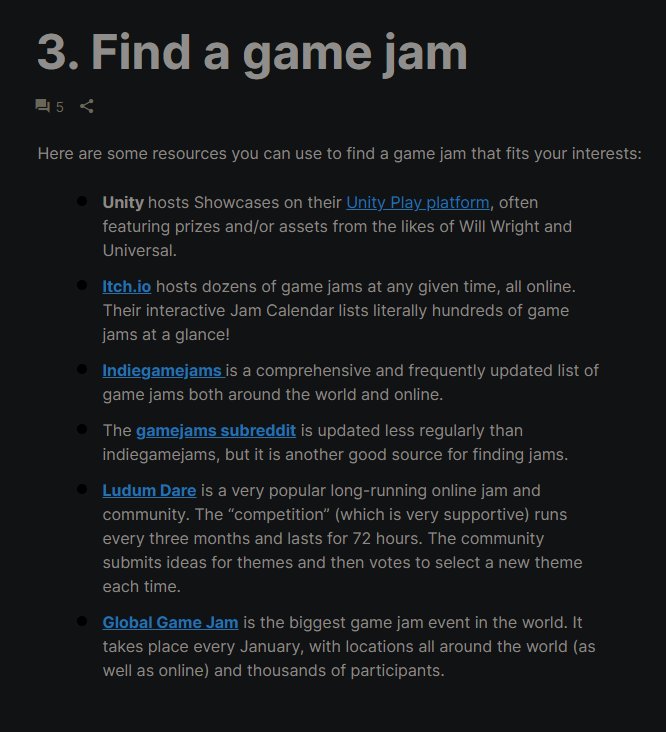 3. Find a game jam
5
Here are some resources you can use to find a game jam that fits your interests:
Unity hosts Showcases on their Unity Play platform, often
featuring prizes and/or assets from the likes of Will Wright and
Universal.
Itch.io hosts dozens of game jams at any given time, all online.
Their interactive Jam Calendar lists literally hundreds of game
jams at a glance!
Indiegamejams is a comprehensive and frequently updated list of
game jams both around the world and online.
The gamejams subreddit is updated less regularly than
indiegamejams, but it is another good source for finding jams.
Ludum Dare is a very popular long-running online jam and
community. The “competition” (which is very supportive) runs
every three months and lasts for 72 hours. The community
submits ideas for themes and then votes to select a new theme
each time.
Global Game Jam is the biggest game jam event in the world. It
takes place every January, with locations all around the world (as
well as online) and thousands of participants.